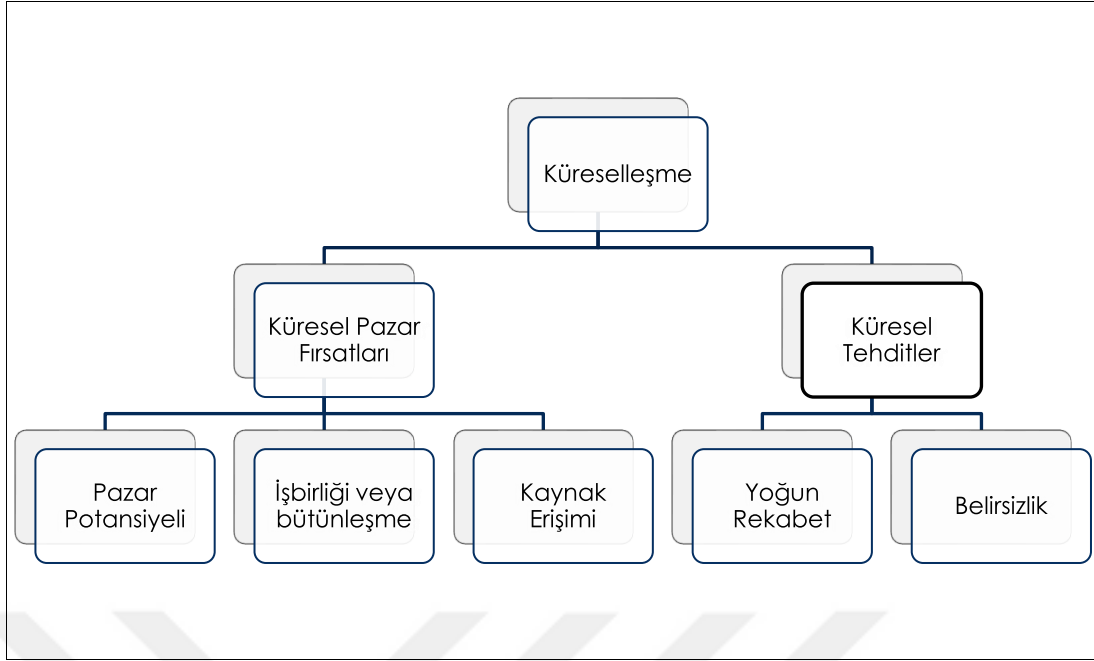 Küreselleşme
Küresel Pazar
Fırsatları
Küresel
Tehditler
Pazar
Potansiyeli
İşbirliği veya
bütünleşme
Kaynak
Erişimi
Yoğun
Rekabet
Belirsizlik